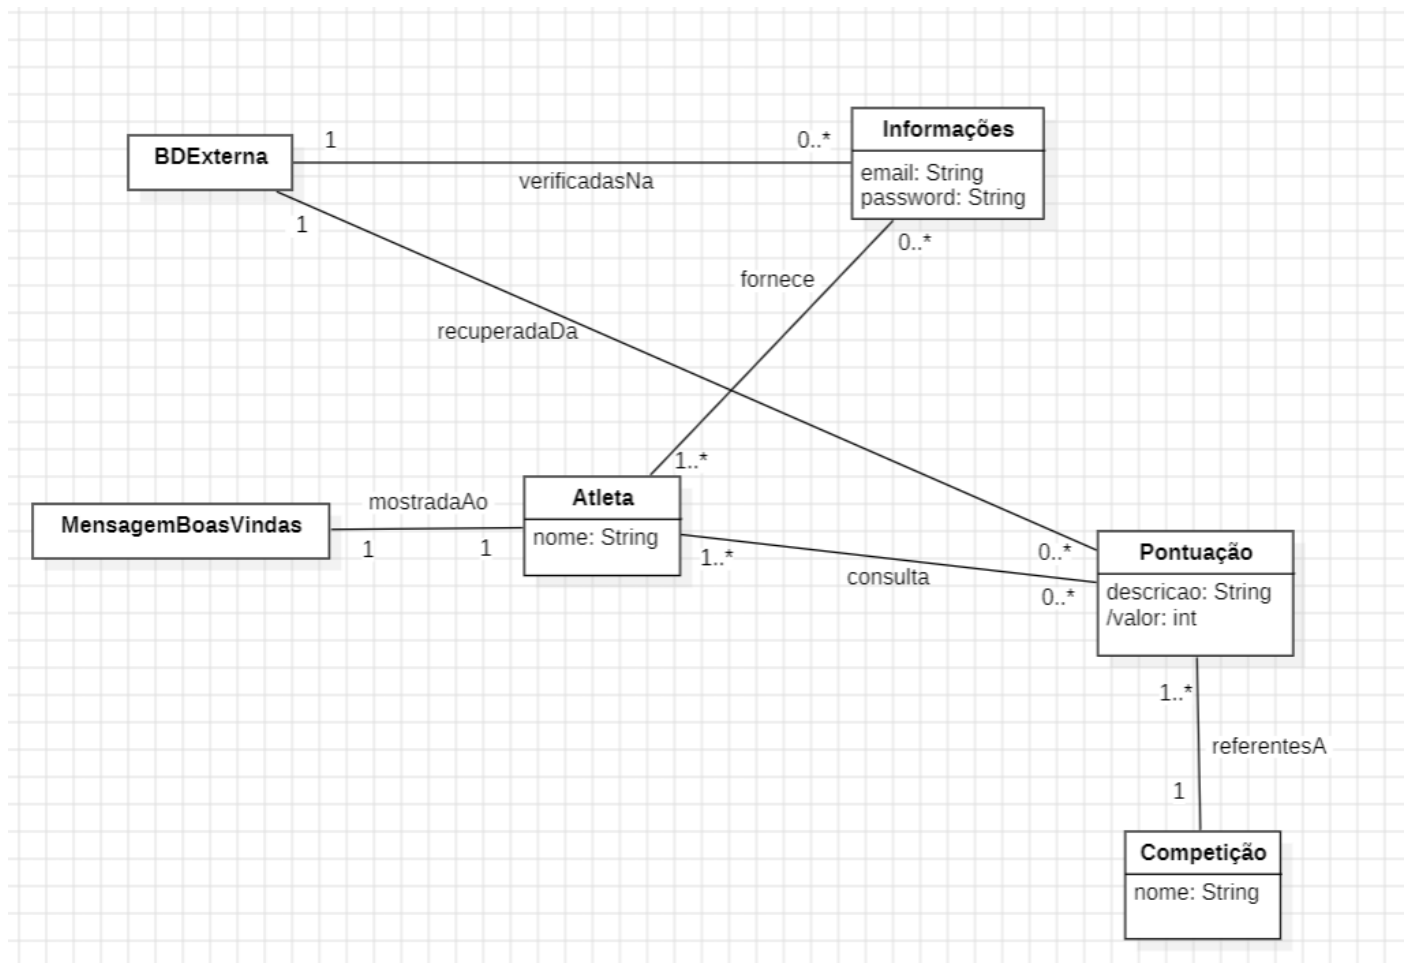 BDExterna
1
0..*
verificadasNa
Informações
email: String
password: String
1
0..*
fornece
recuperadaDa
1..*
MensagemBoasVindas
mostradaAo
1
1
Atleta
nome: String
1..*
consulta
0..*
0..*
Pontuação
descricao: String
/valor: int
1..*
referentesA
1
Competição
nome: String